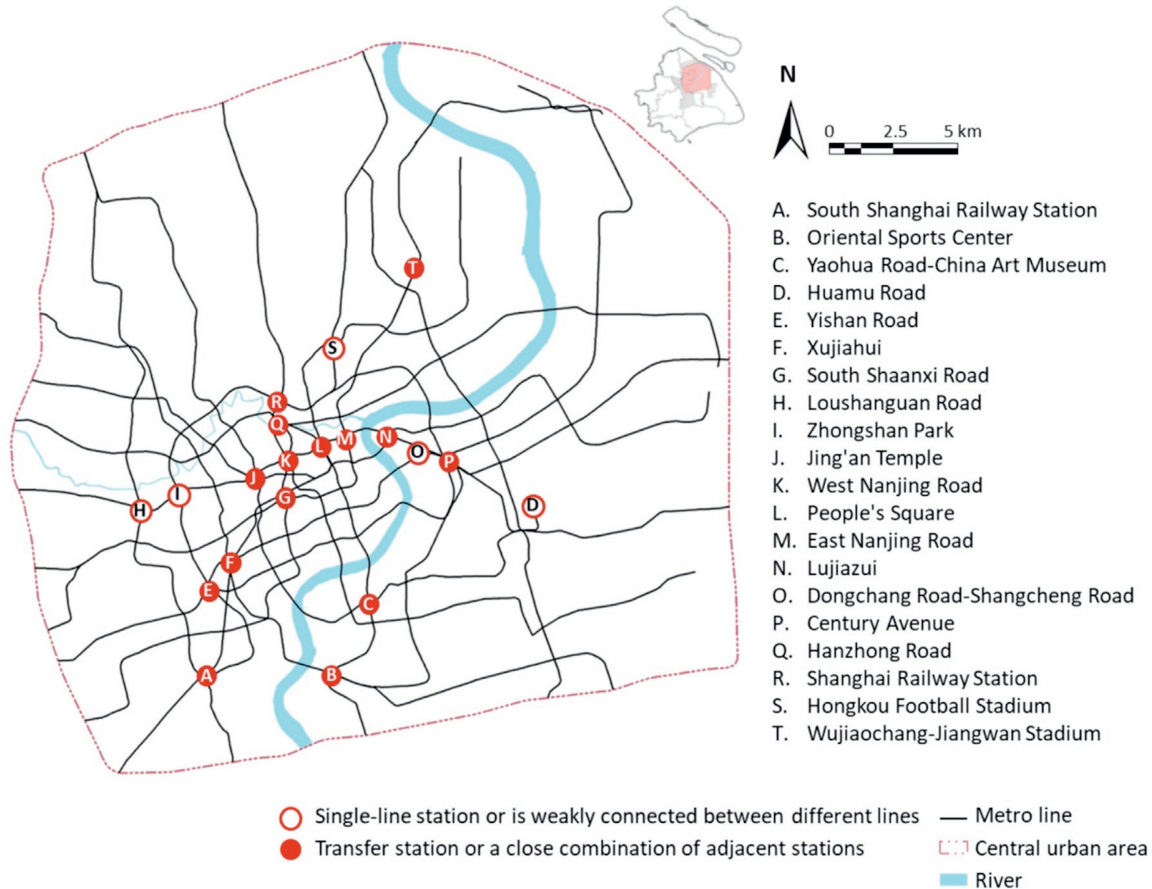 N
0 2.5 5 km
A. South Shanghai Railway Station
B. Oriental Sports Center
C. Yaohua Road-China Art Museum
D. Huamu Road
E. Yishan Road
F. Xujiahui
G. South Shaanxi Road
H. Loushanguan Road
I. Zhongshan Park
J. Jing'an Temple
K. West Nanjing Road
L. People's Square
M. East Nanjing Road
N. Lujiazui
O. Dongchang Road-Shangcheng Road
P. Century Avenue
Q. Hanzhong Road
R. Shanghai Railway Station
S. Hongkou Football Stadium
T. Wujiaochang-Jiangwan Stadium
T
S
R
Q
L
M
N
O
P
K
J
G
I
H
D
F
E
C
A
B
Single-line station or is weakly connected between different lines
Transfer station or a close combination of adjacent stations
Metro line
Central urban area
River